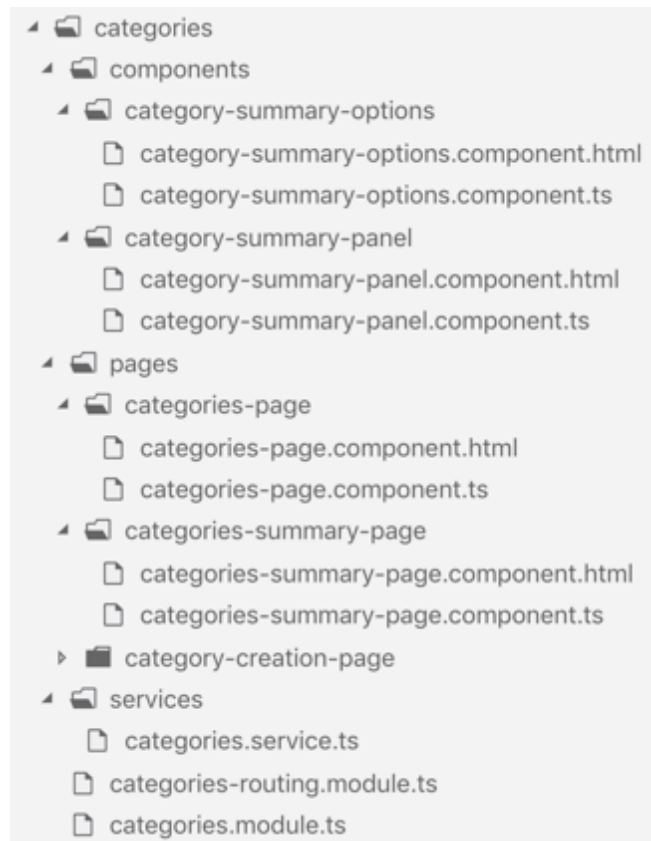 categories
components
category-summary-options
category-summary-options.component.html
category-summary-options.component.ts
category-summary-panel
category-summary-panel.component.html
category-summary-panel.component.ts
pages
categories-page
categories-page.component.html
categories-page.component.ts
categories-summary-page
categories-summary-page.component.html
categories-summary-page.component.ts
category-creation-page
services
categories.service.ts
categories-routing.module.ts
categories.module.ts